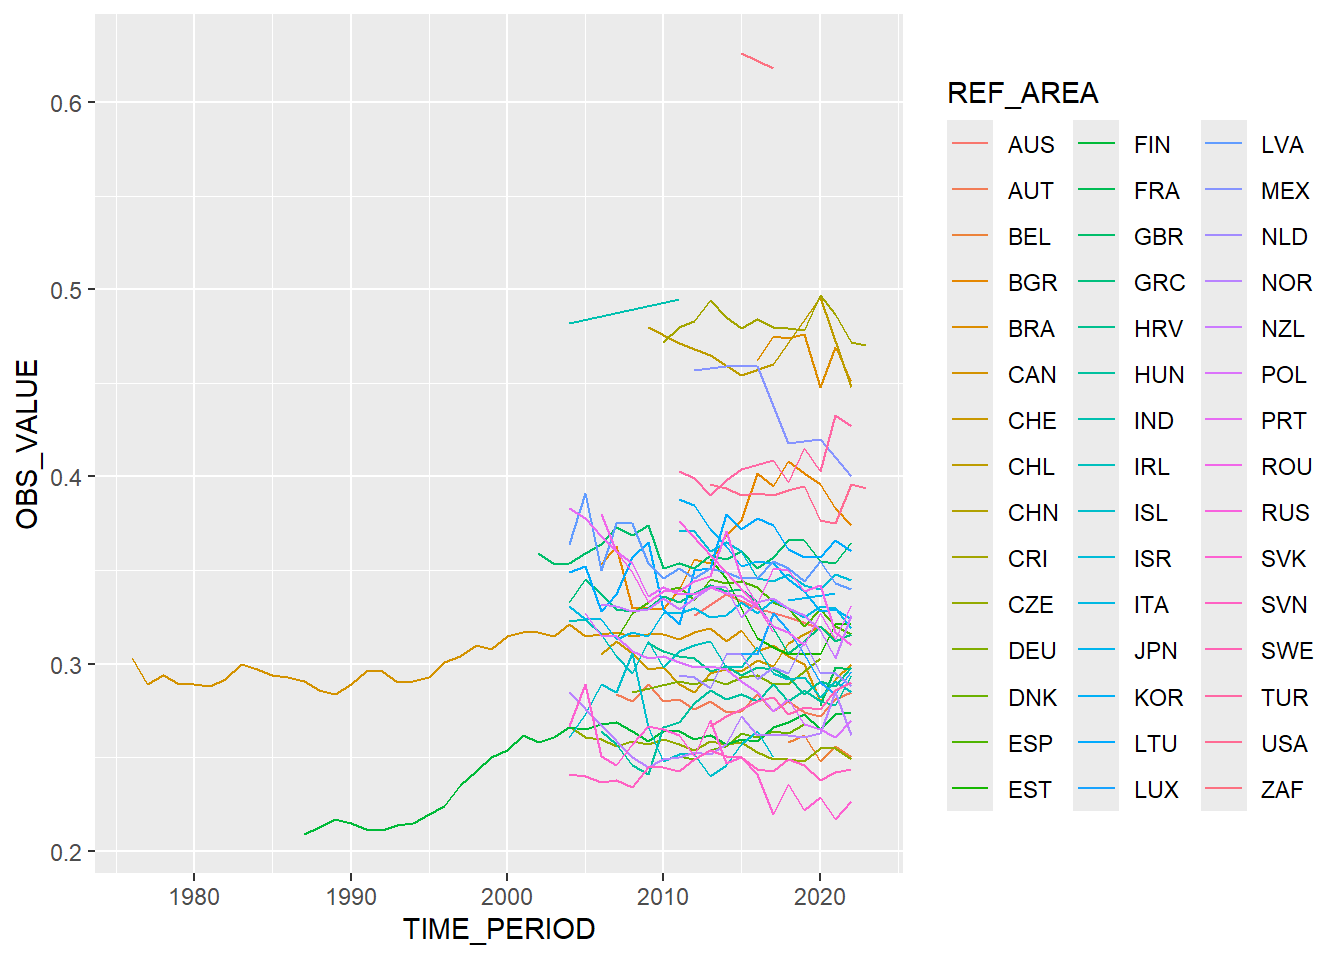 0.6
0.5
0.4
0.3
0.2
OBS_VALUE
1980 1990 2000 2010 2020
TIME_PERIOD
REF_AREA
AUS FIN LVA
AUT FRA MEX
BEL GBR NLD
BGR GRC NOR
BRA HRV NZL
CAN HUN POL
CHE IND PRT
CHL IRL ROU
CHN ISL RUS
CRI ISR SVK
CZE ITA SVN
DEU JPN SWE
DNK KOR TUR
ESP LTU USA
EST LUX ZAF